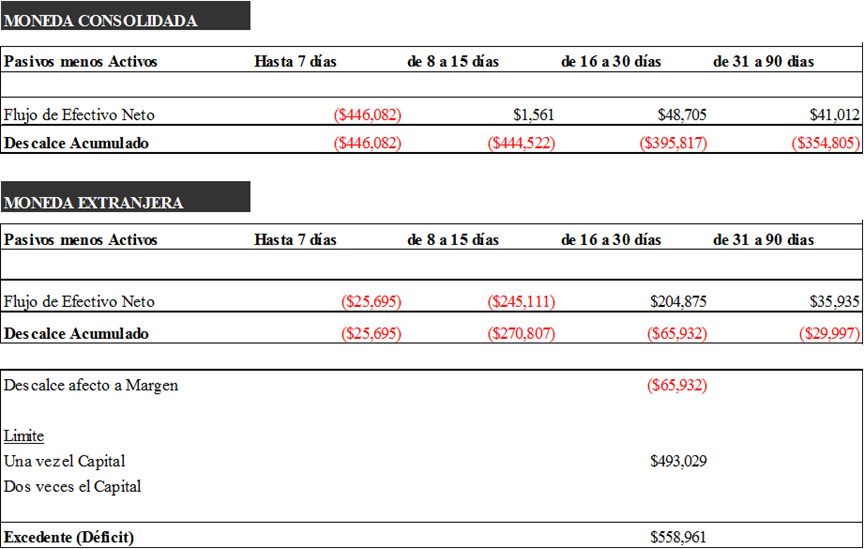 MONEDA CONSOLIDADA
Pasivos menos Activos Hasta 7 días de 8 a 15 días de 16 a 30 días de 31 a 90 dias
Flujo de Efectivo Neto ($446,082) $1,561 $48,705 $41,012
Descalce Acumulado ($446,082) ($444,522) ($395,817) ($354,805)
MONEDA EXTRANJERA
Pasivos menos Activos Hasta 7 días de 8 a 15 días de 16 a 30 días de 31 a 90 dias
Flujo de Efectivo Neto ($25,695) ($245,111) $204,875 $35,935
Descalce Acumulado ($25,695) ($270,807) ($65,932) ($29,997)
Descalce afecto a Margen ($65,932)
Limite
Una vez el Capital $493,029
Dos veces el Capital
Excedente (Déficit) $558,961